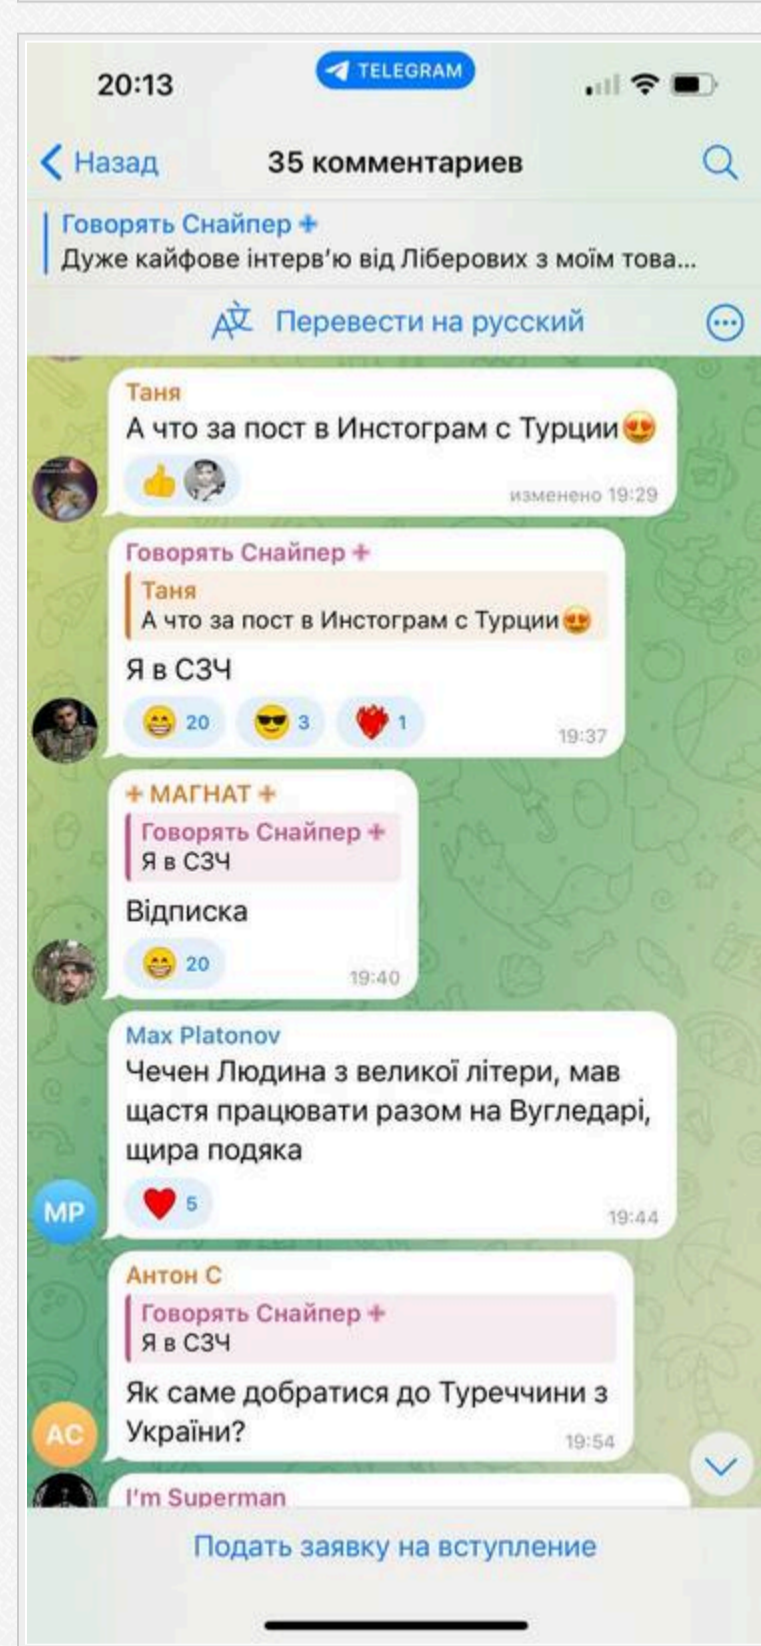 20:13
TELEGRAM
Назад
35 комментариев
Говорять Снайпер
Дуже кайфове інтерв'ю від Ліберових з моїм това...
Перевести на русский
Таня
А что за пост в Инстограм с Турции😍
👍
изменено 19:29
Говорять Снайпер
Таня
А что за пост в Инстограм с Турции😍
Я в СЗЧ
😁 20 😎 3 ❤️‍🔥 1
19:37
МАГНАТ
Говорять Снайпер
Я в СЗЧ
Відписка
😁 20
19:40
Max Platonov
Чечен Людина з великої літери, мав
щастя працювати разом на Вугледарі,
щира подяка
MP
❤️ 5
19:44
Антон С
Говорять Снайпер
Я в СЗЧ
Як саме добратися до Туреччини з
України?
АС
19:54
I'm Superman
Подать заявку на вступление